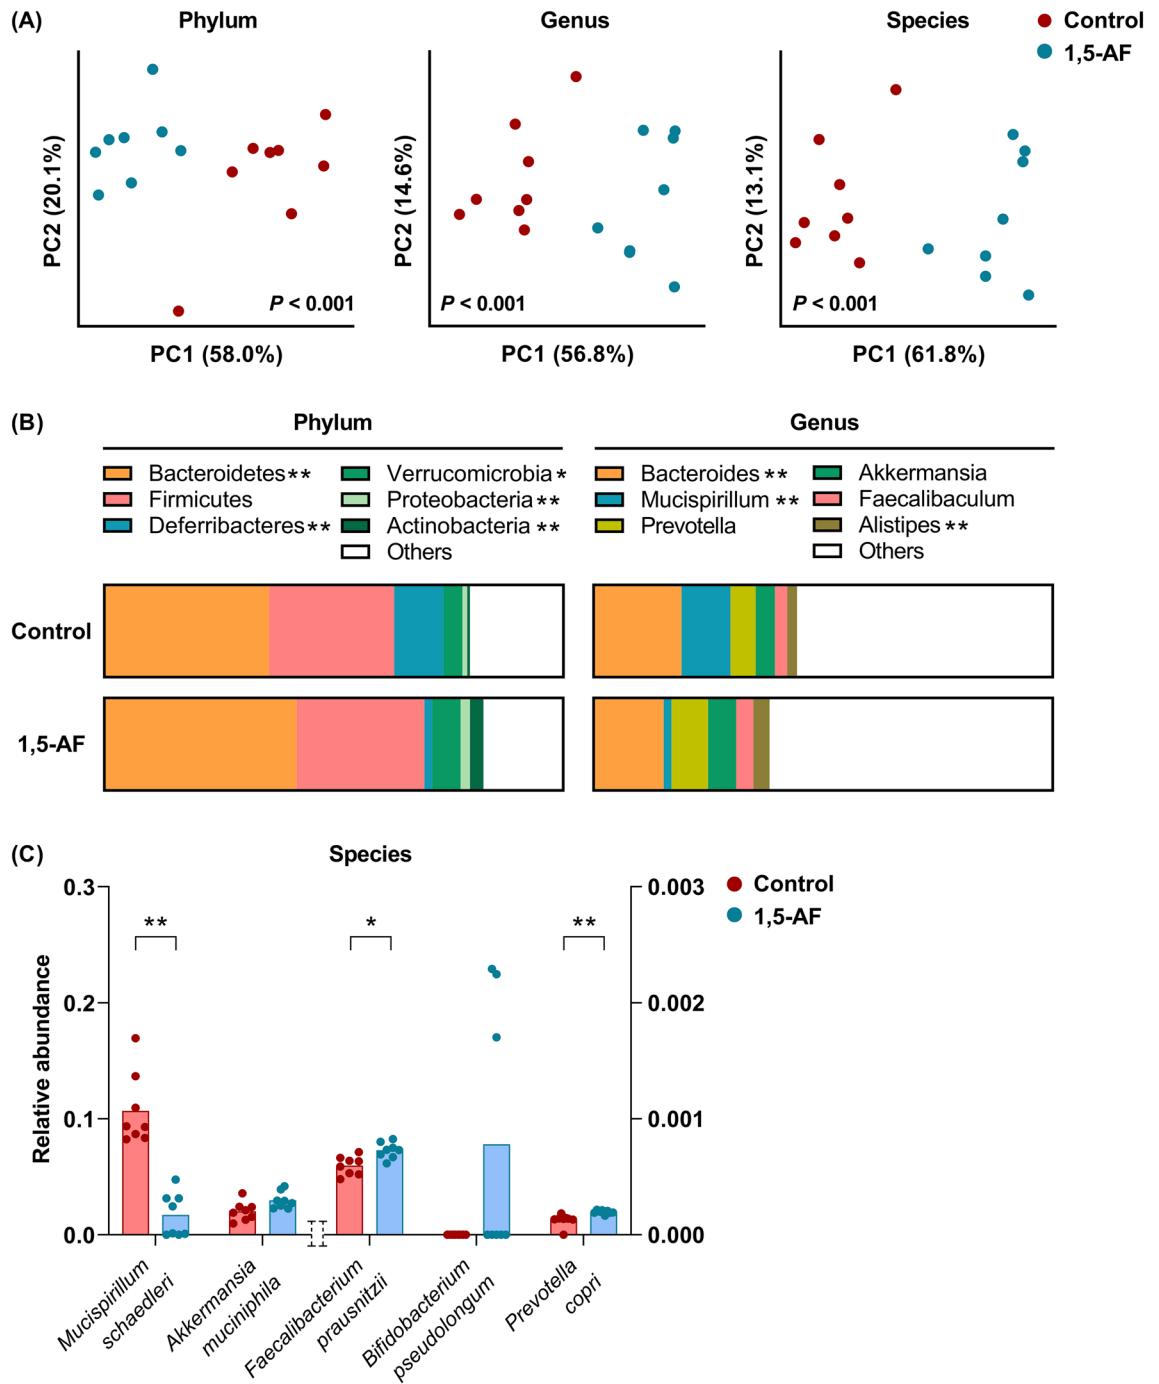 (A)
Phylum
Genus
Species
Control
1,5-AF
PC2 (20.1%)
P < 0.001
PC1 (58.0%)
PC2 (14.6%)
P < 0.001
PC1 (56.8%)
PC2 (13.1%)
P < 0.001
PC1 (61.8%)
(B)
Phylum
Bacteroidetes**
Firmicutes
Deferribacteres**
Verrucomicrobia*
Proteobacteria**
Actinobacteria**
Others
Genus
Bacteroides**
Mucispirillum**
Prevotella
Akkermansia
Faecalibaculum
Alistipes**
Others
Control
1,5-AF
(C)
Species
Control
1,5-AF
Relative abundance
0.3
0.2
0.1
0.0
0.003
0.002
0.001
0.000
**
*
**
Mucispirillum
schaedleri
Akkermansia
muciniphila
Faecalibacterium
prausnitzii
Bifidobacterium
pseudolongum
Prevotella
copri